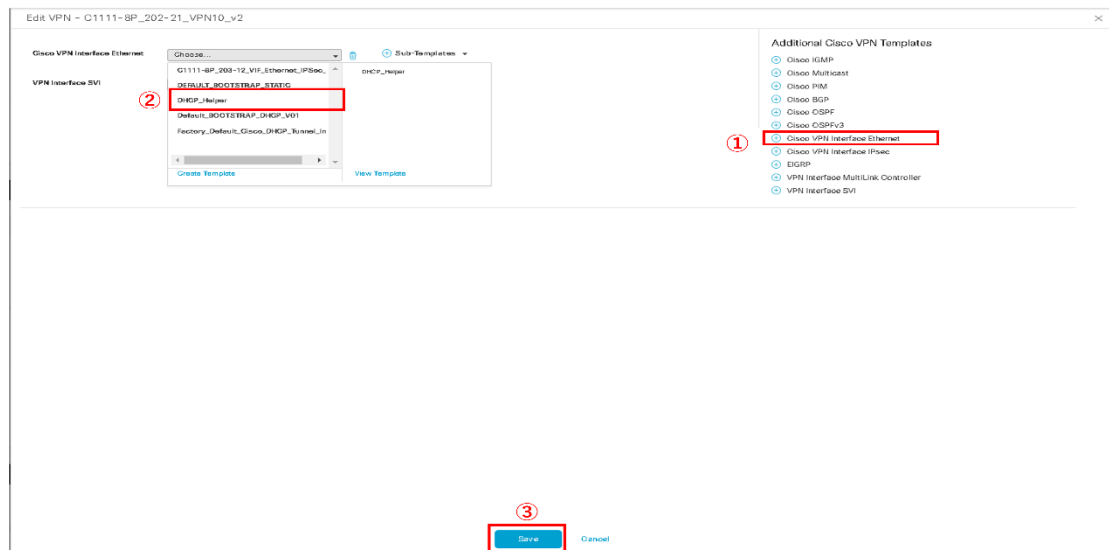 Edit VPN - C1111-8P_202-21_VPN10_v2
Cisco VPN Interface Ethernet
Choose...
Sub-Templates
VPN Interface SVI
②
C1111-8P_203-12_VIF_Ethernet_IPSec_
DEFAULT_BOOTSTRAP_STATIC
DHCP_Helper
Default_BOOTSTRAP_DHCP_V01
Factory_Default_Cisco_DHCP_Tunnel_In
Create Template
DHCP_Helper
View Template
Additional Cisco VPN Templates
Cisco IGMP
Cisco Multicast
Cisco PIM
Cisco BGP
Cisco OSPF
Cisco OSPFv3
①
Cisco VPN Interface Ethernet
Cisco VPN Interface IPsec
EIGRP
VPN Interface MultiLink Controller
VPN Interface SVI
③
Save
Cancel